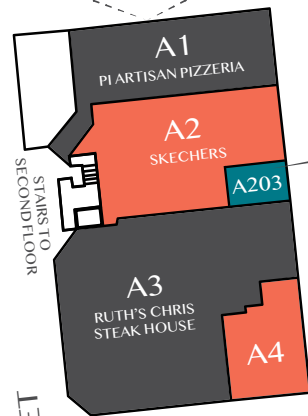 A1
PI ARTISAN PIZZERIA
A2
SKECHERS
A203
STAIRS TO
SECOND FLOOR
A3
RUTH'S CHRIS
STEAK HOUSE
A4